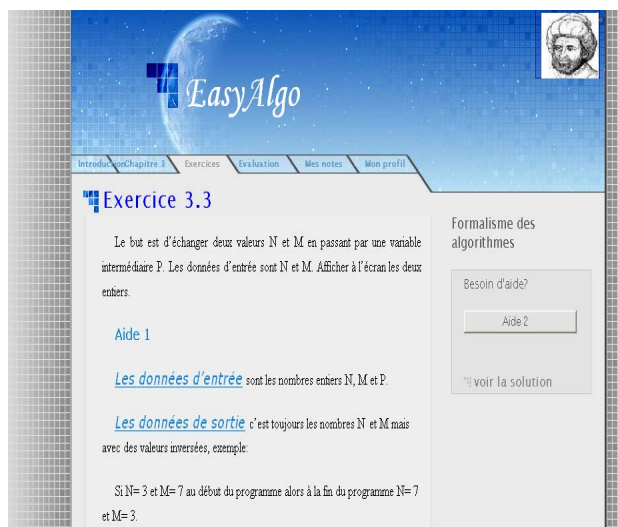 EasyAlgo
Introduction Chapitre 3 Exercices Evaluation Mes notes Mon profil
Exercice 3.3
Le but est d'échanger deux valeurs N et M en passant par une variable
intermédiaire P. Les données d'entrée sont N et M. Afficher à l'écran les deux
entiers.
Aide 1
Les données d'entrée sont les nombres entiers N, M et P.
Les données de sortie c'est toujours les nombres N et M mais
avec des valeurs inversées, exemple:
Si N= 3 et M= 7 au début du programme alors à la fin du programme N= 7
et M= 3.
Formalisme des
algorithmes
Besoin d'aide?
Aide 2
voir la solution